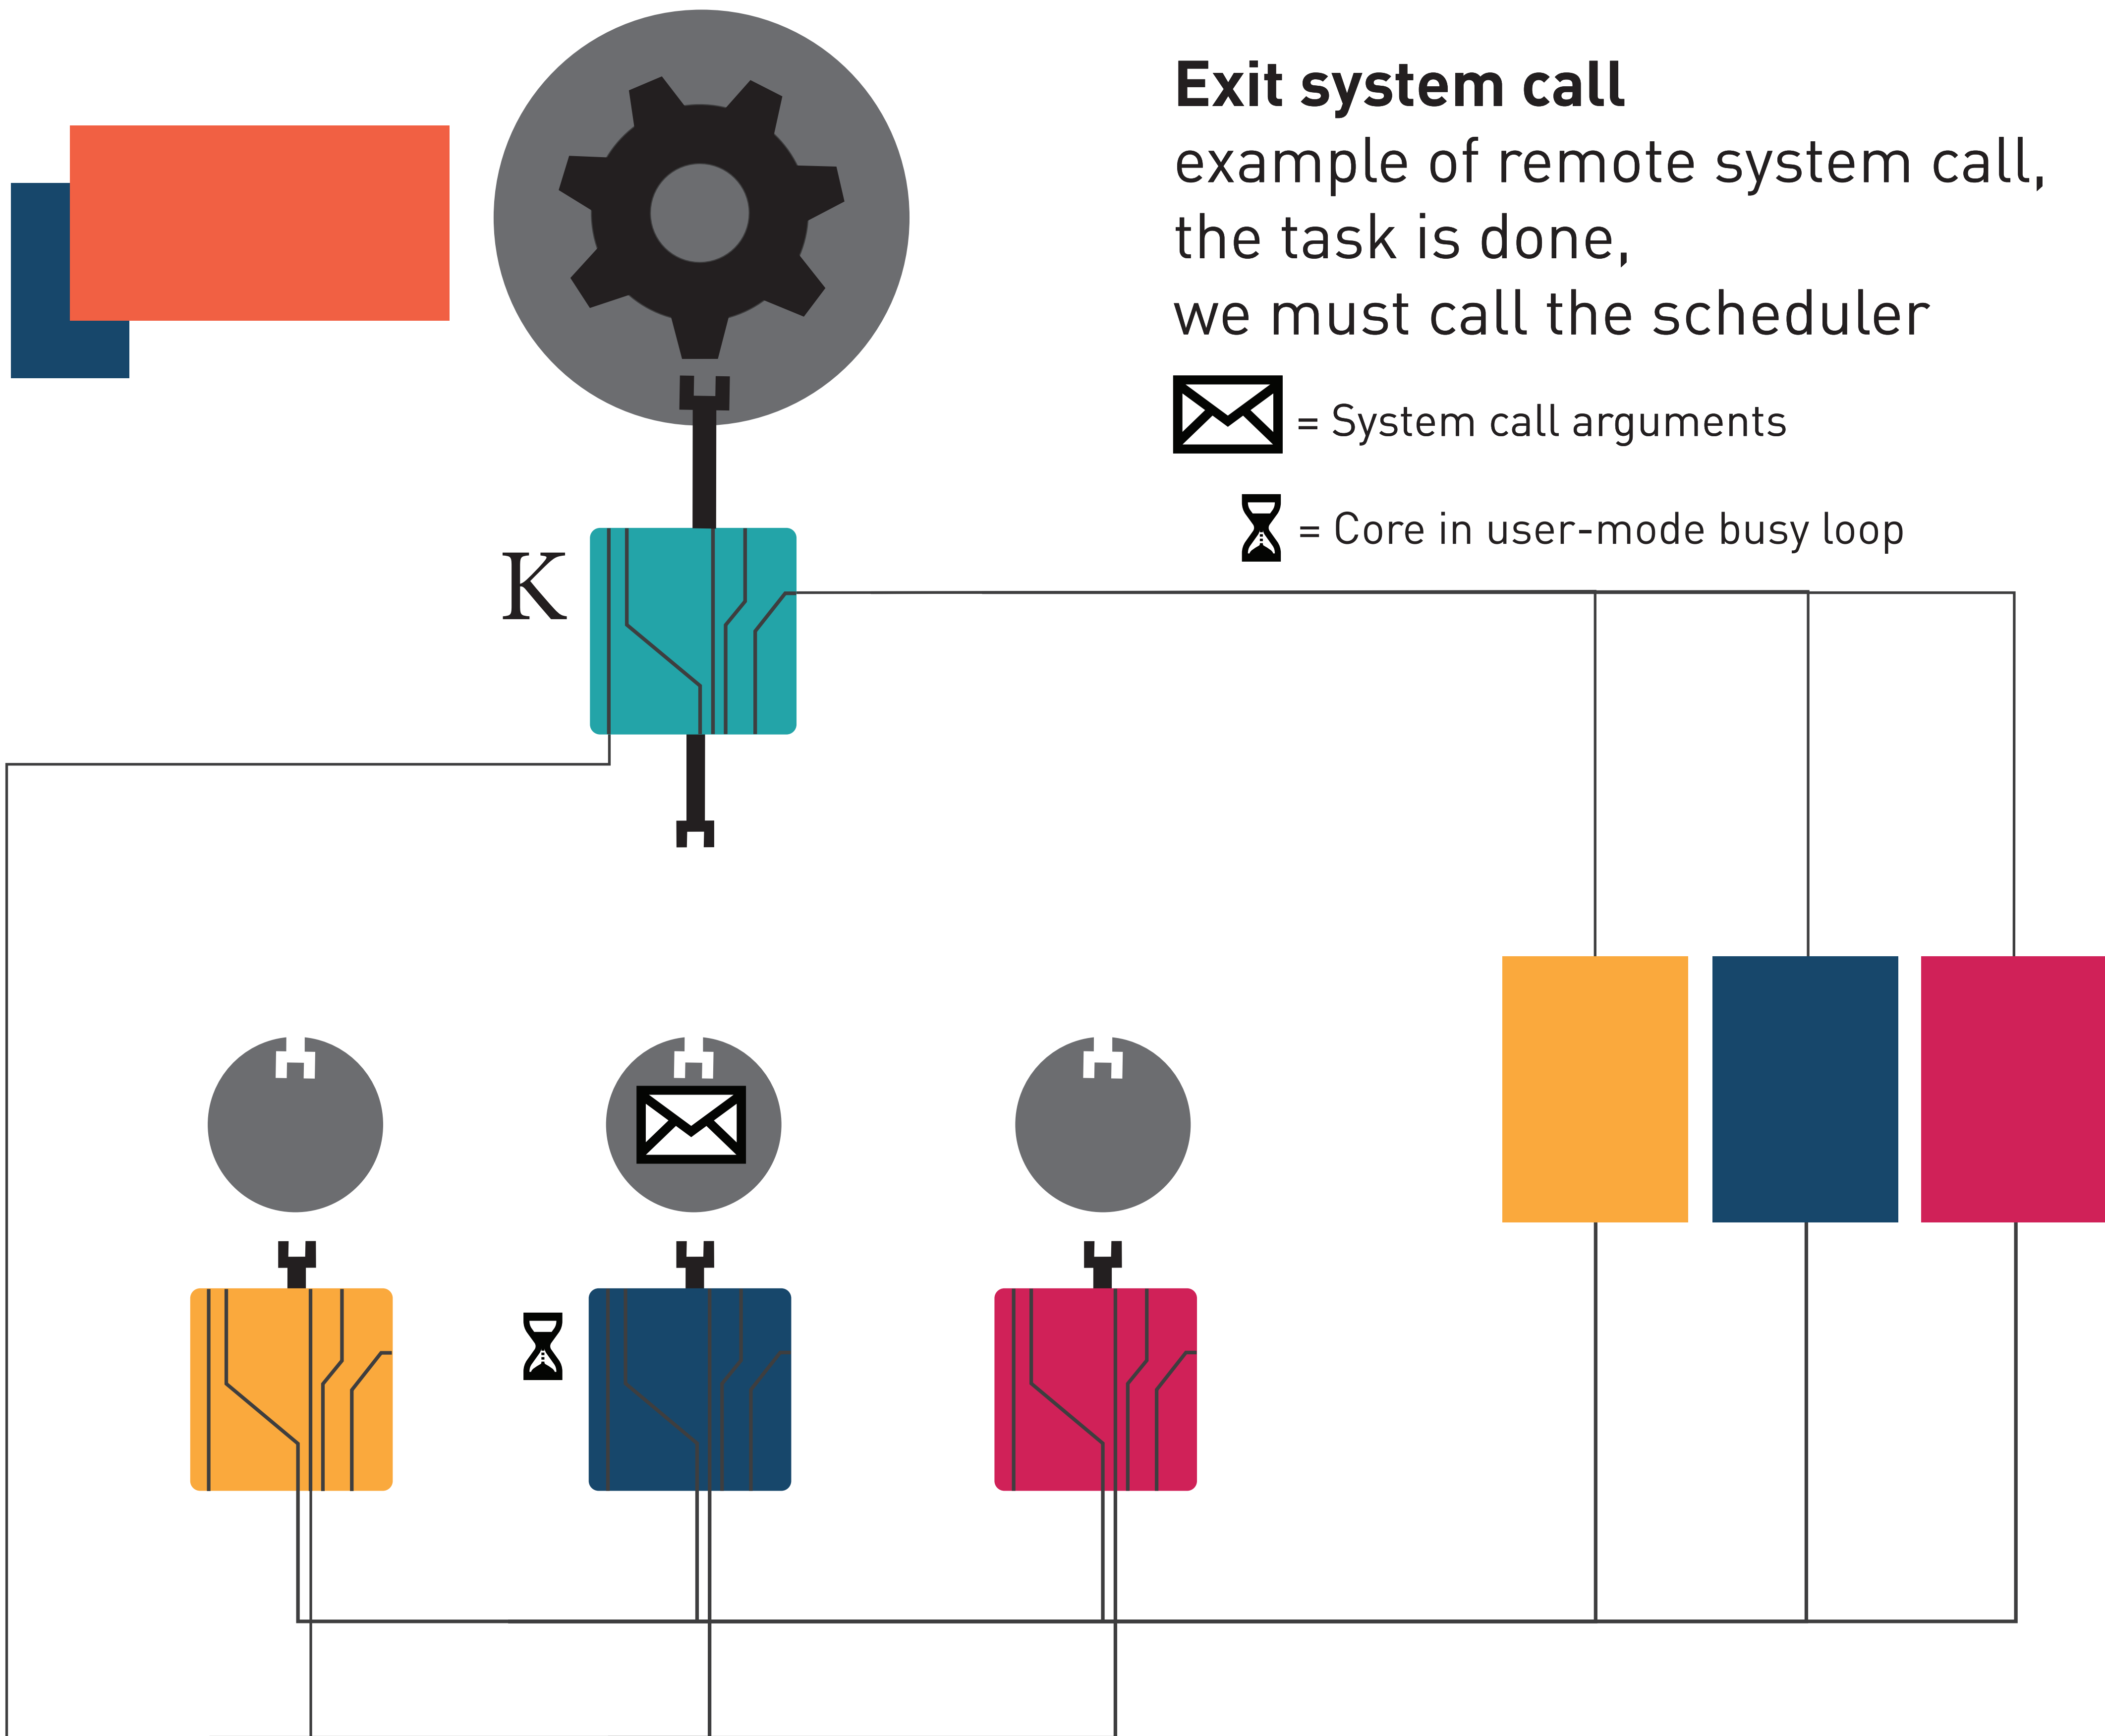 Exit system call
example of remote system call,
the task is done,
we must call the scheduler
= System call arguments
= Core in user-mode busy loop
K